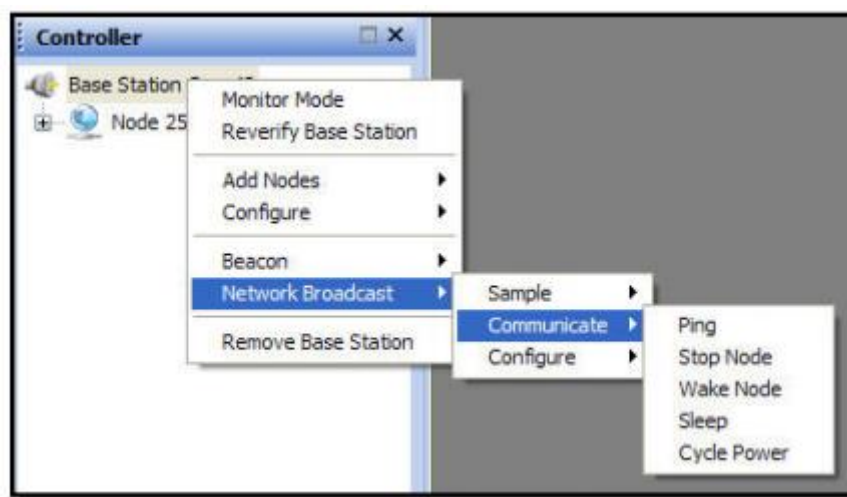 Controller
Base Station
Node 25
Monitor Mode
Reverify Base Station
Add Nodes
Configure
Beacon
Network Broadcast
Remove Base Station
Sample
Communicate
Configure
Ping
Stop Node
Wake Node
Sleep
Cycle Power